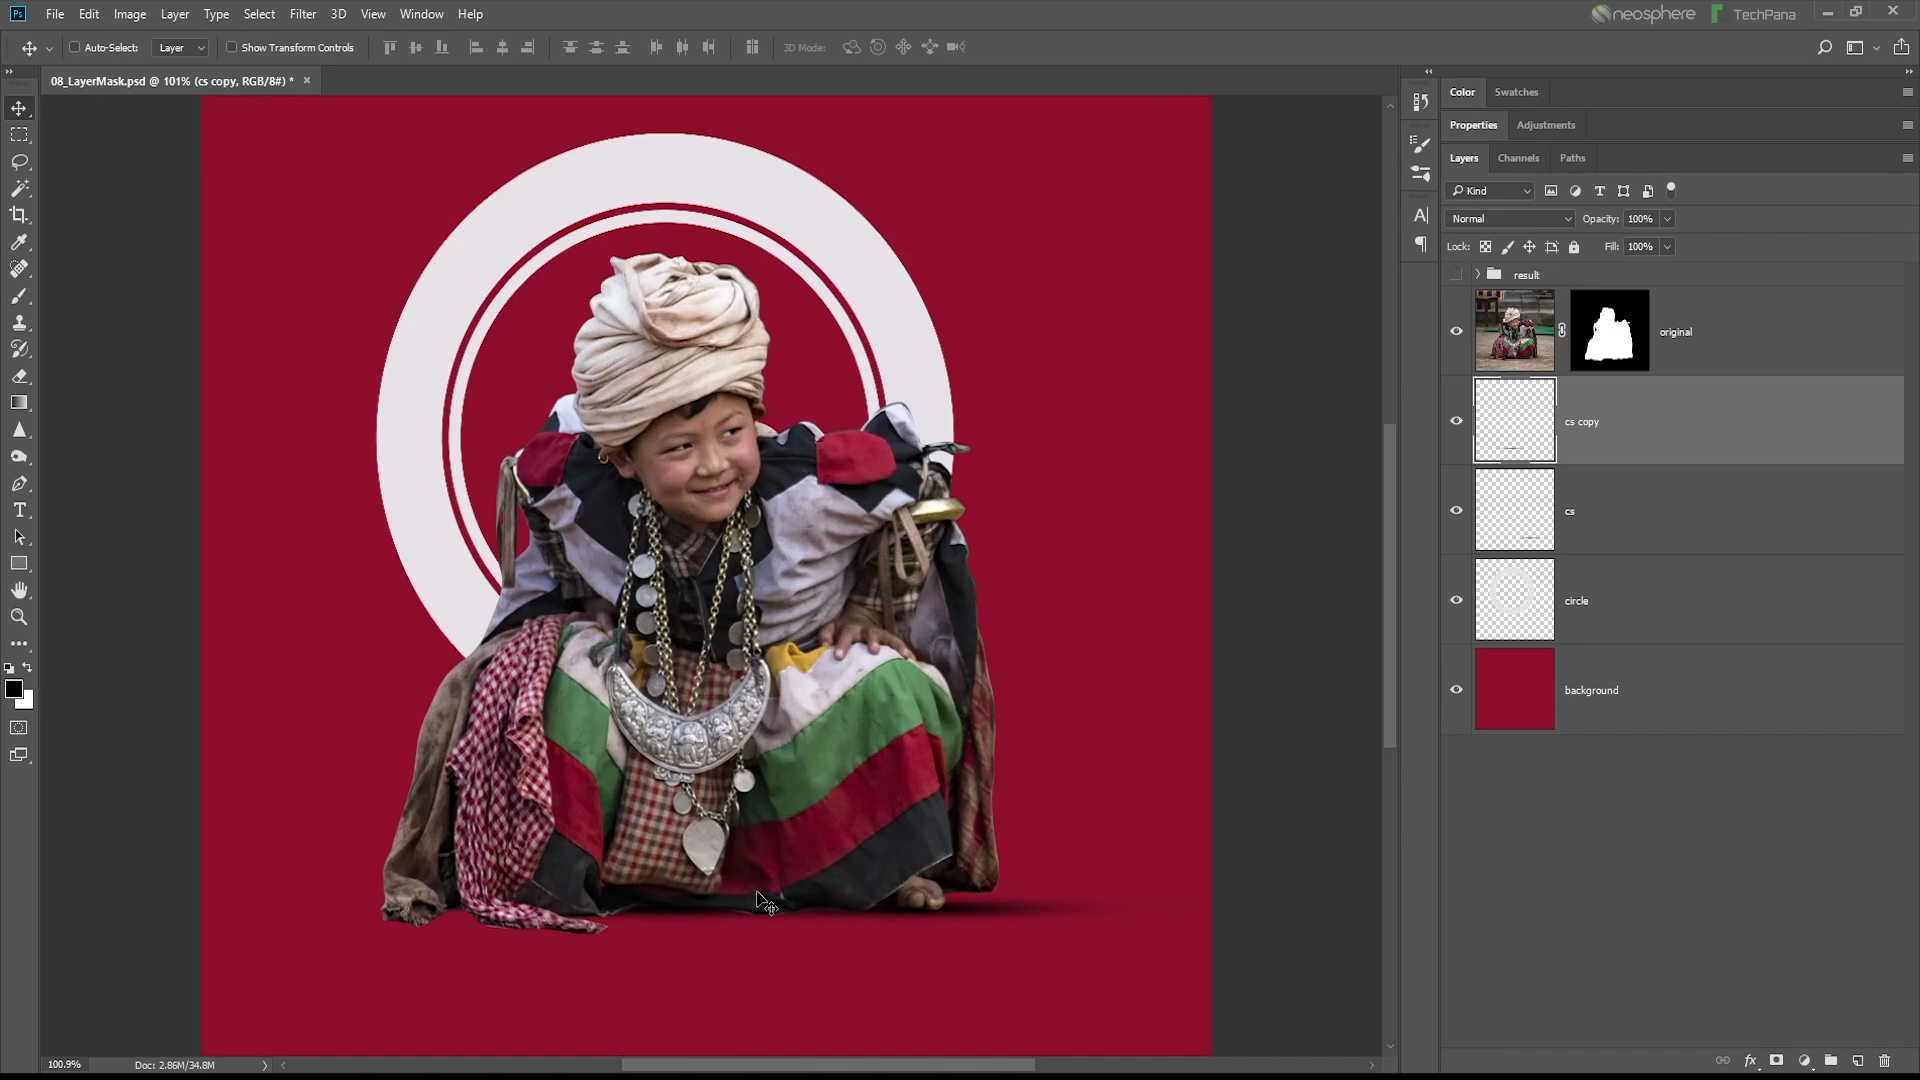 Ps File Edit Image Layer Type Select Filter 3D View Window Help
neosphere TechPana
Auto-Select: Layer Show Transform Controls 3D Mode:
08_LayerMask.psd @ 101% (cs copy, RGB/8#) *
Color Swatches
Properties Adjustments
Layers Channels Paths
Kind
Normal Opacity: 100%
Lock: Fill: 100%
result
original
cs copy
cs
circle
background
100.9% Doc: 2.86M/34.8M